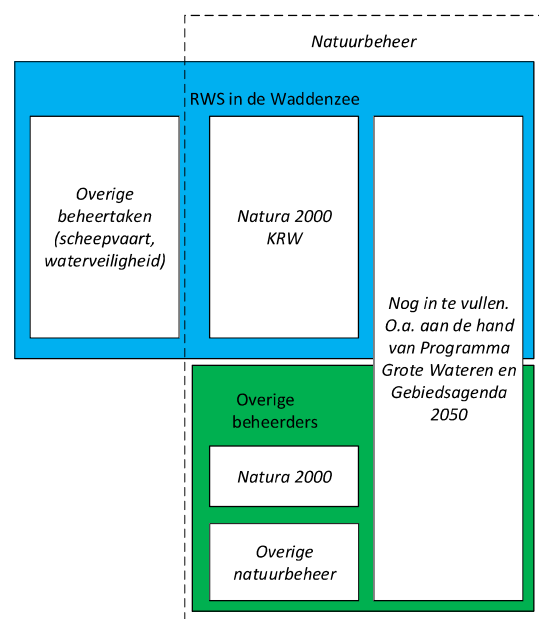 Natuurbeheer
RWS in de Waddenzee
Overige
beheertaken
(scheepvaart,
waterveiligheid)
Natura 2000
KRW
Nog in te vullen.
O.a. aan de hand
van Programma
Grote Wateren en
Gebiedsagenda
2050
Overige
beheerders
Natura 2000
Overige
natuurbeheer